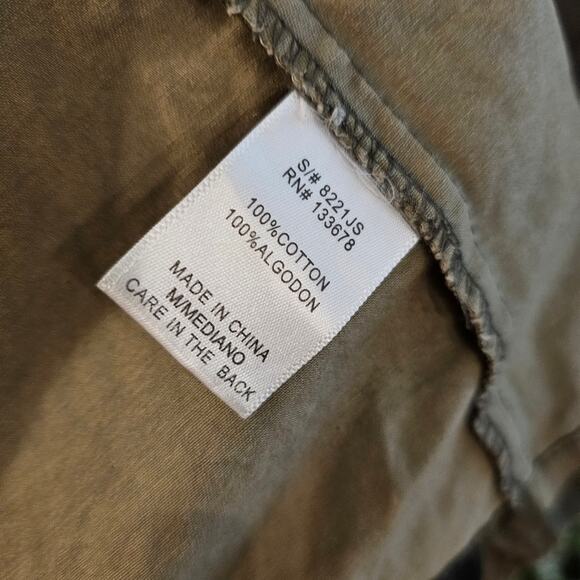 S/# 8221JS
RN# 133678
100%COTTON
100%ALGODON
MADE IN CHINA
M/MEDIANO
CARE IN THE BACK